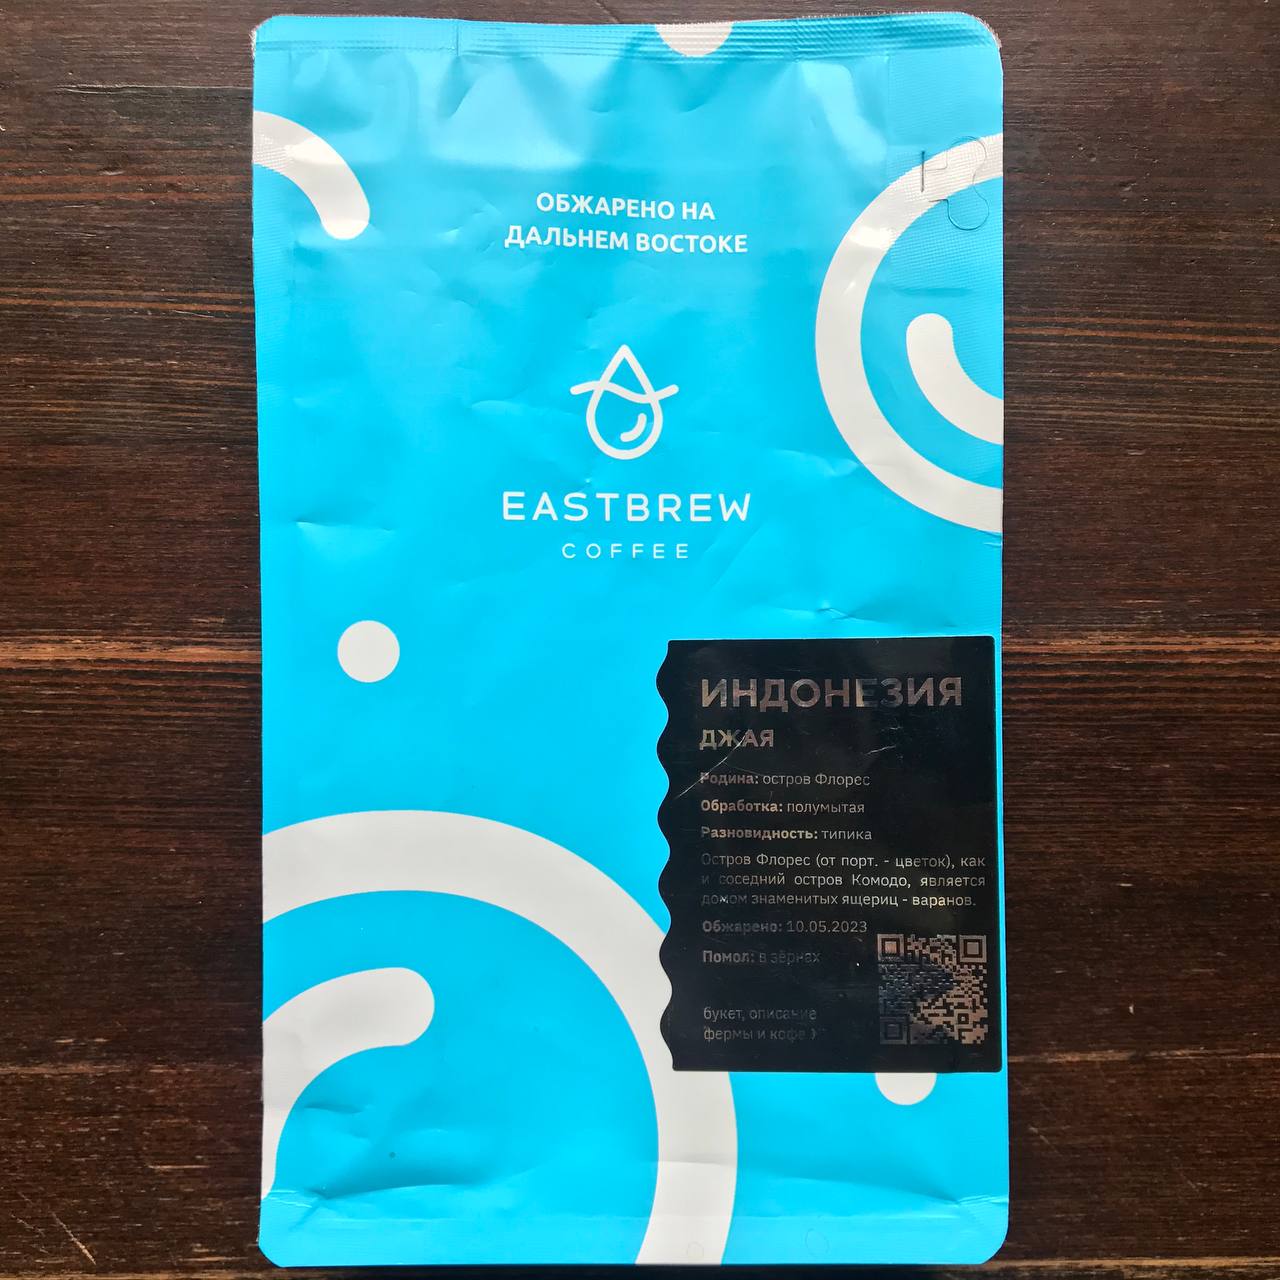 ОБЖАРЕНО НА
ДАЛЬНЕМ ВОСТОКЕ
EASTBREW
COFFEE
ИНДОНЕЗИЯ
ДЖАЯ
Родина: остров Флорес
Обработка: полумытая
Разновидность: типика
Остров Флорес (от порт. - цветок), как
и соседний остров Комодо, является
домом знаменитых ящериц - варанов.
Обжарено: 10.05.2023
Помол: в зёрнах
букет, описание
фермы и кофе )